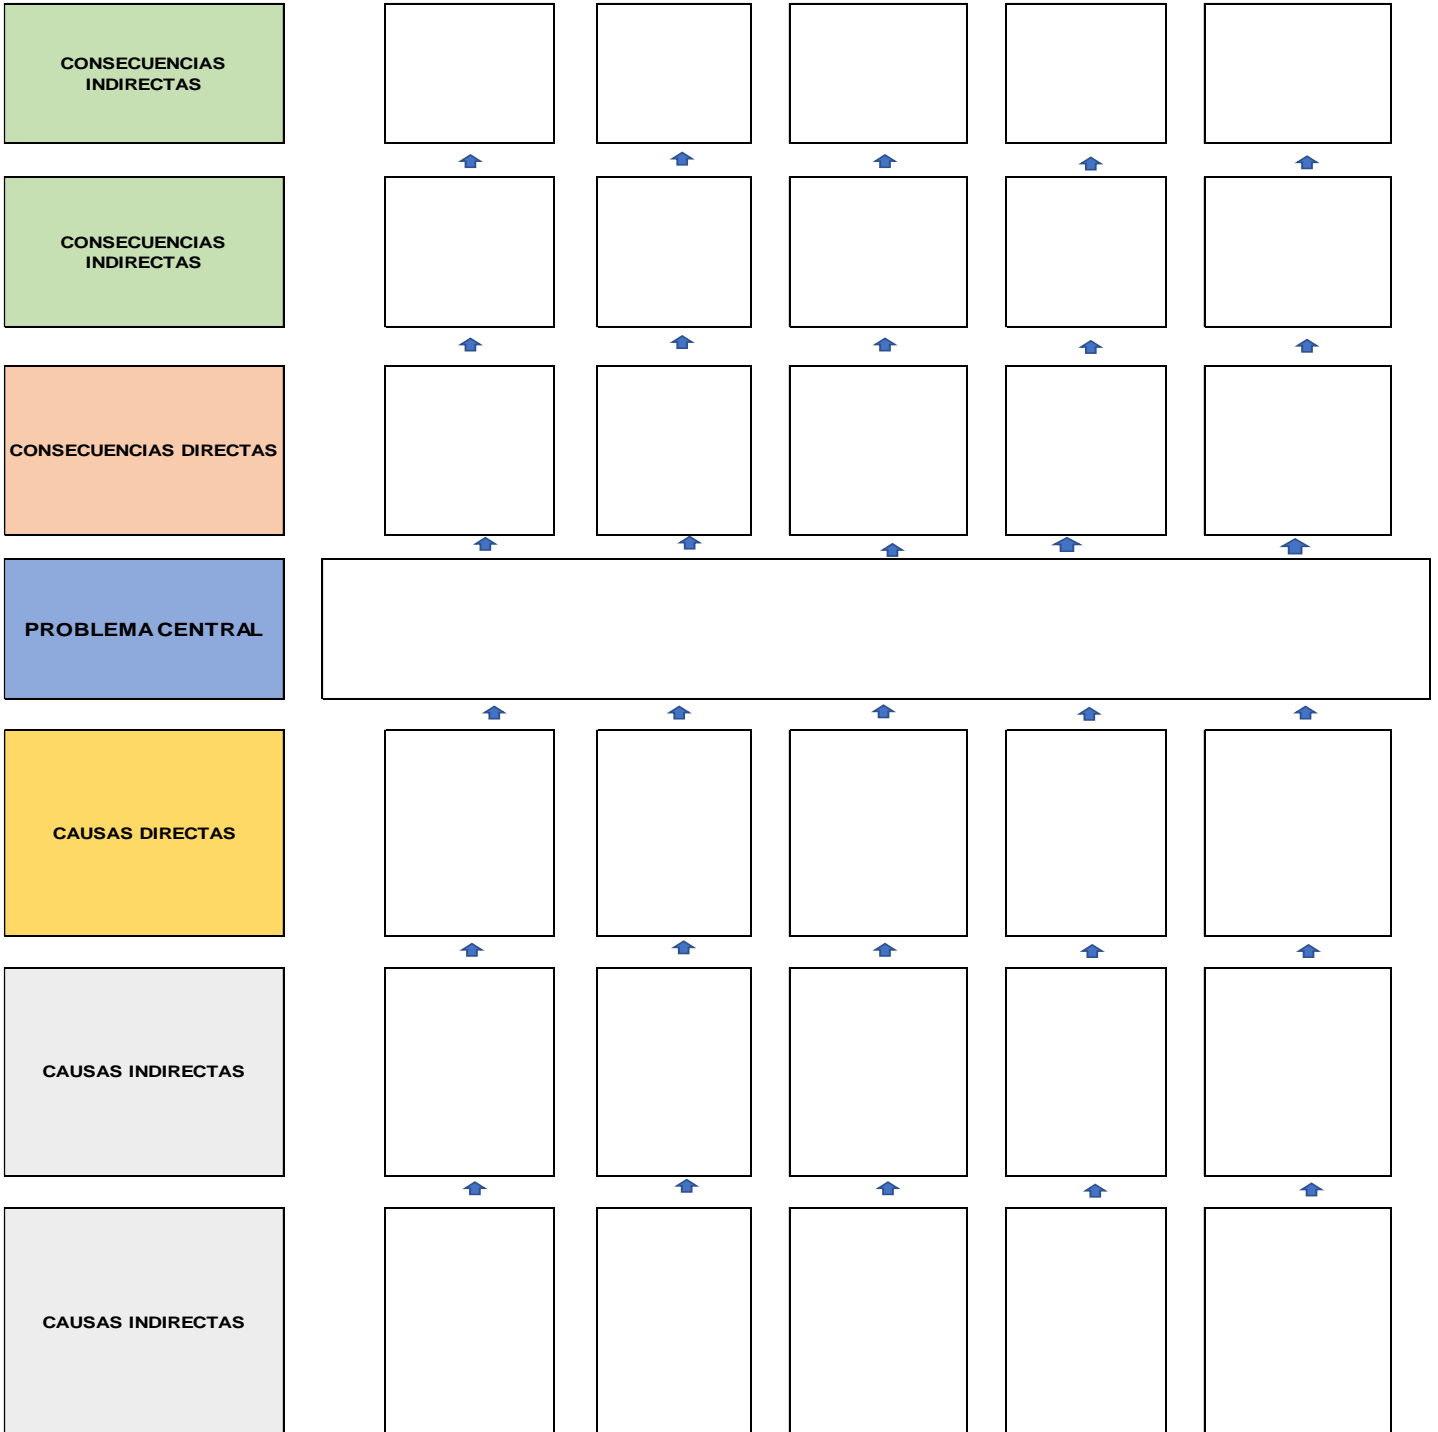 CONSECUENCIAS
INDIRECTAS
CONSECUENCIAS
INDIRECTAS
CONSECUENCIAS DIRECTAS
PROBLEMA CENTRAL
CAUSAS DIRECTAS
CAUSAS INDIRECTAS
CAUSAS INDIRECTAS